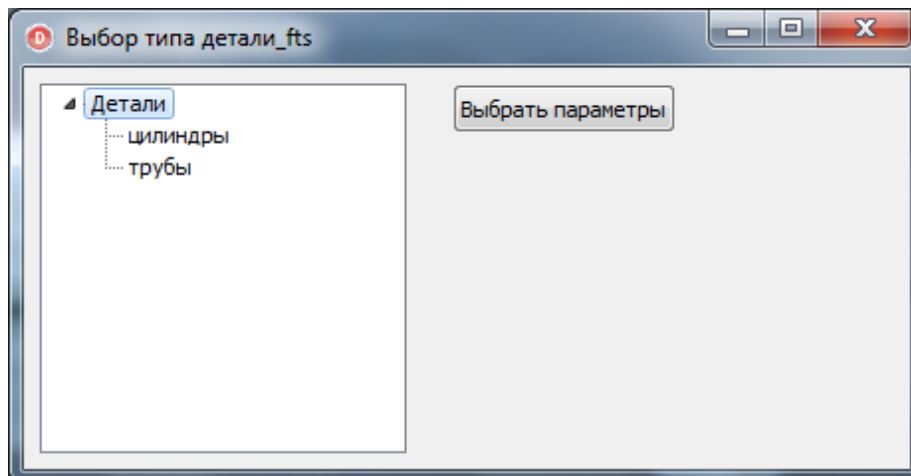 Выбор типа детали_fts
Детали
цилиндры
трубы
Выбрать параметры